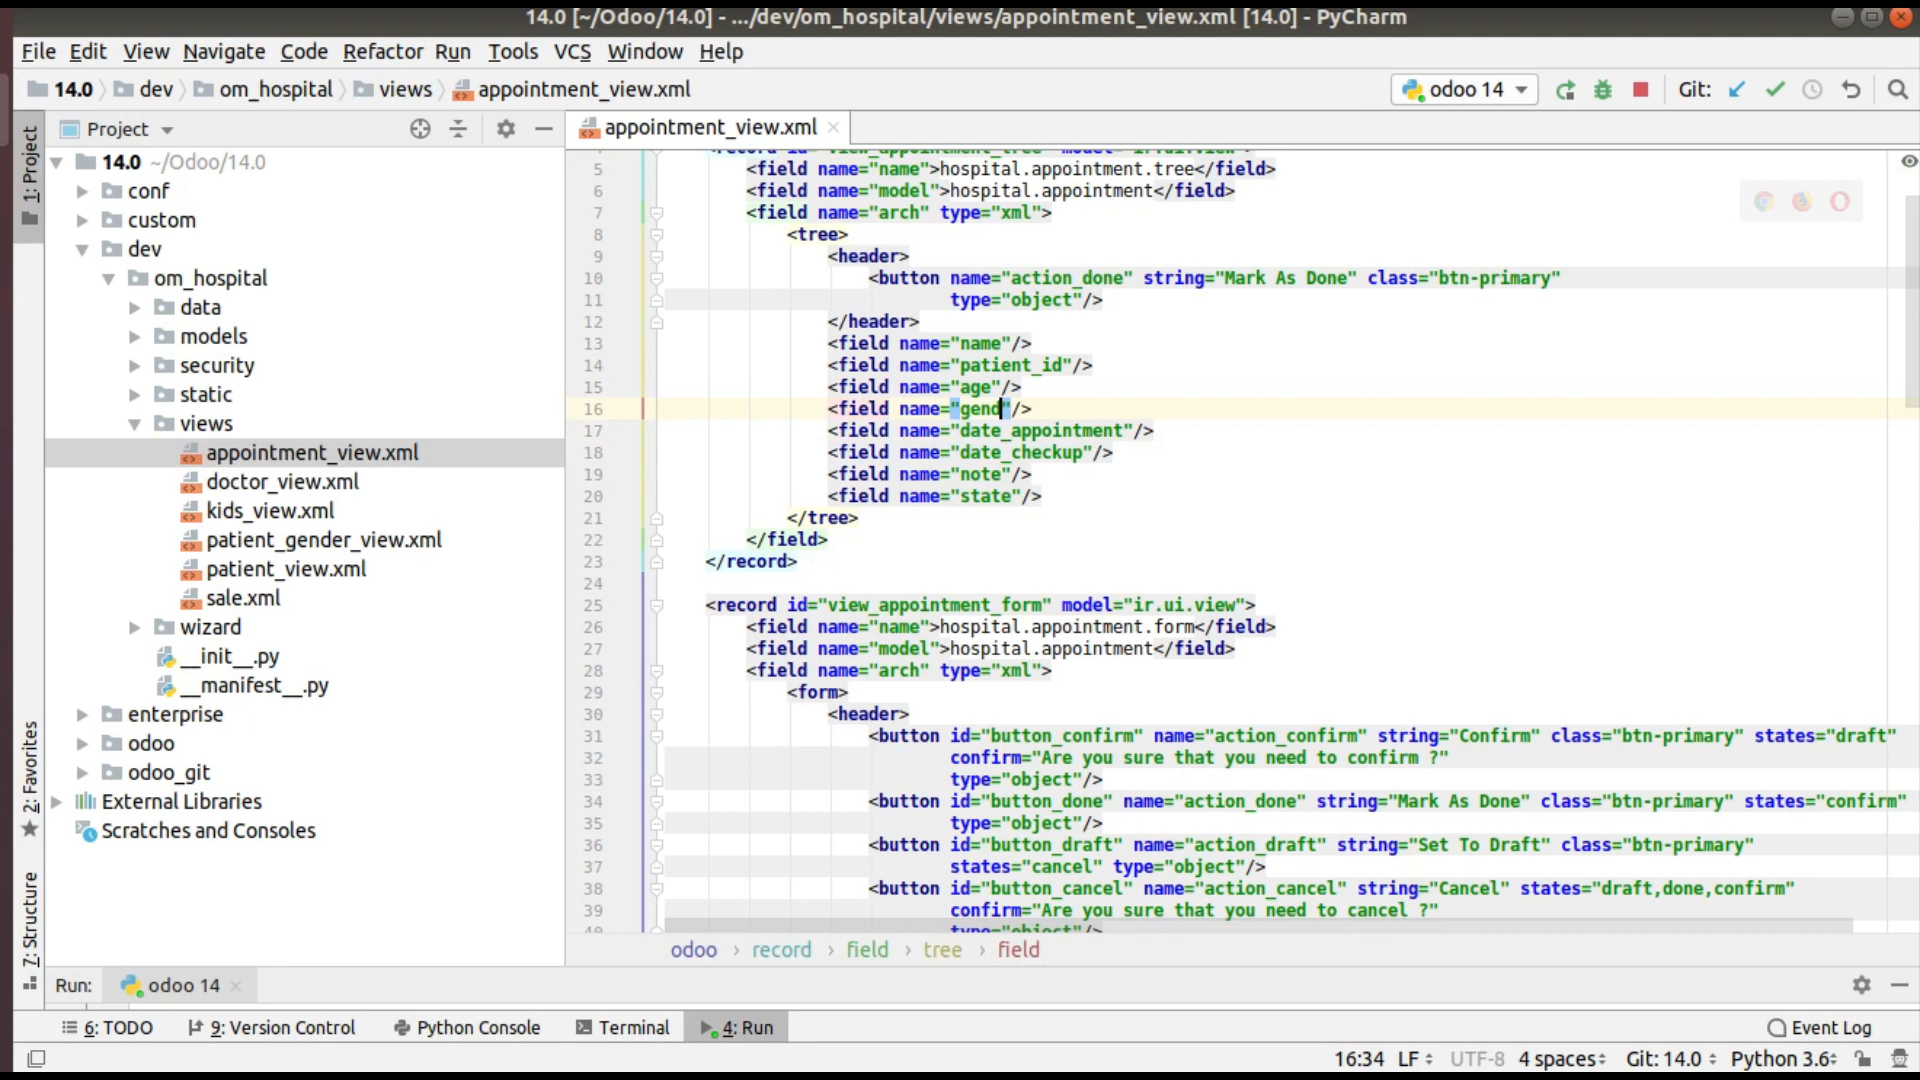 14.0 [~/Odoo/14.0] - .../dev/om_hospital/views/appointment_view.xml [14.0] - PyCharm
File Edit View Navigate Code Refactor Run Tools VCS Window Help
14.0 dev om_hospital views appointment_view.xml odoo 14 Git:
1: Project
Project
appointment_view.xml
14.0 ~/Odoo/14.0
conf
custom
dev
om_hospital
data
models
security
static
views
appointment_view.xml
doctor_view.xml
kids_view.xml
patient_gender_view.xml
patient_view.xml
sale.xml
wizard
__init__.py
__manifest__.py
enterprise
odoo
odoo_git
External Libraries
Scratches and Consoles
2: Favorites
7: Structure
<record id="view_appointment_tree" model="ir.ui.view">
5 <field name="name">hospital.appointment.tree</field>
6 <field name="model">hospital.appointment</field>
7 <field name="arch" type="xml">
8 <tree>
9 <header>
10 <button name="action_done" string="Mark As Done" class="btn-primary"
11 type="object"/>
12 </header>
13 <field name="name"/>
14 <field name="patient_id"/>
15 <field name="age"/>
16 <field name="gend"/>
17 <field name="date_appointment"/>
18 <field name="date_checkup"/>
19 <field name="note"/>
20 <field name="state"/>
21 </tree>
22 </field>
23 </record>
24
25 <record id="view_appointment_form" model="ir.ui.view">
26 <field name="name">hospital.appointment.form</field>
27 <field name="model">hospital.appointment</field>
28 <field name="arch" type="xml">
29 <form>
30 <header>
31 <button id="button_confirm" name="action_confirm" string="Confirm" class="btn-primary" states="draft"
32 confirm="Are you sure that you need to confirm ?"
33 type="object"/>
34 <button id="button_done" name="action_done" string="Mark As Done" class="btn-primary" states="confirm"
35 type="object"/>
36 <button id="button_draft" name="action_draft" string="Set To Draft" class="btn-primary"
37 states="cancel" type="object"/>
38 <button id="button_cancel" name="action_cancel" string="Cancel" states="draft,done,confirm"
39 confirm="Are you sure that you need to cancel ?"
40 type="object"/>
odoo › record › field › tree › field
Run: odoo 14
6: TODO 9: Version Control Python Console Terminal 4: Run Event Log
16:34 LF UTF-8 4 spaces Git: 14.0 Python 3.6